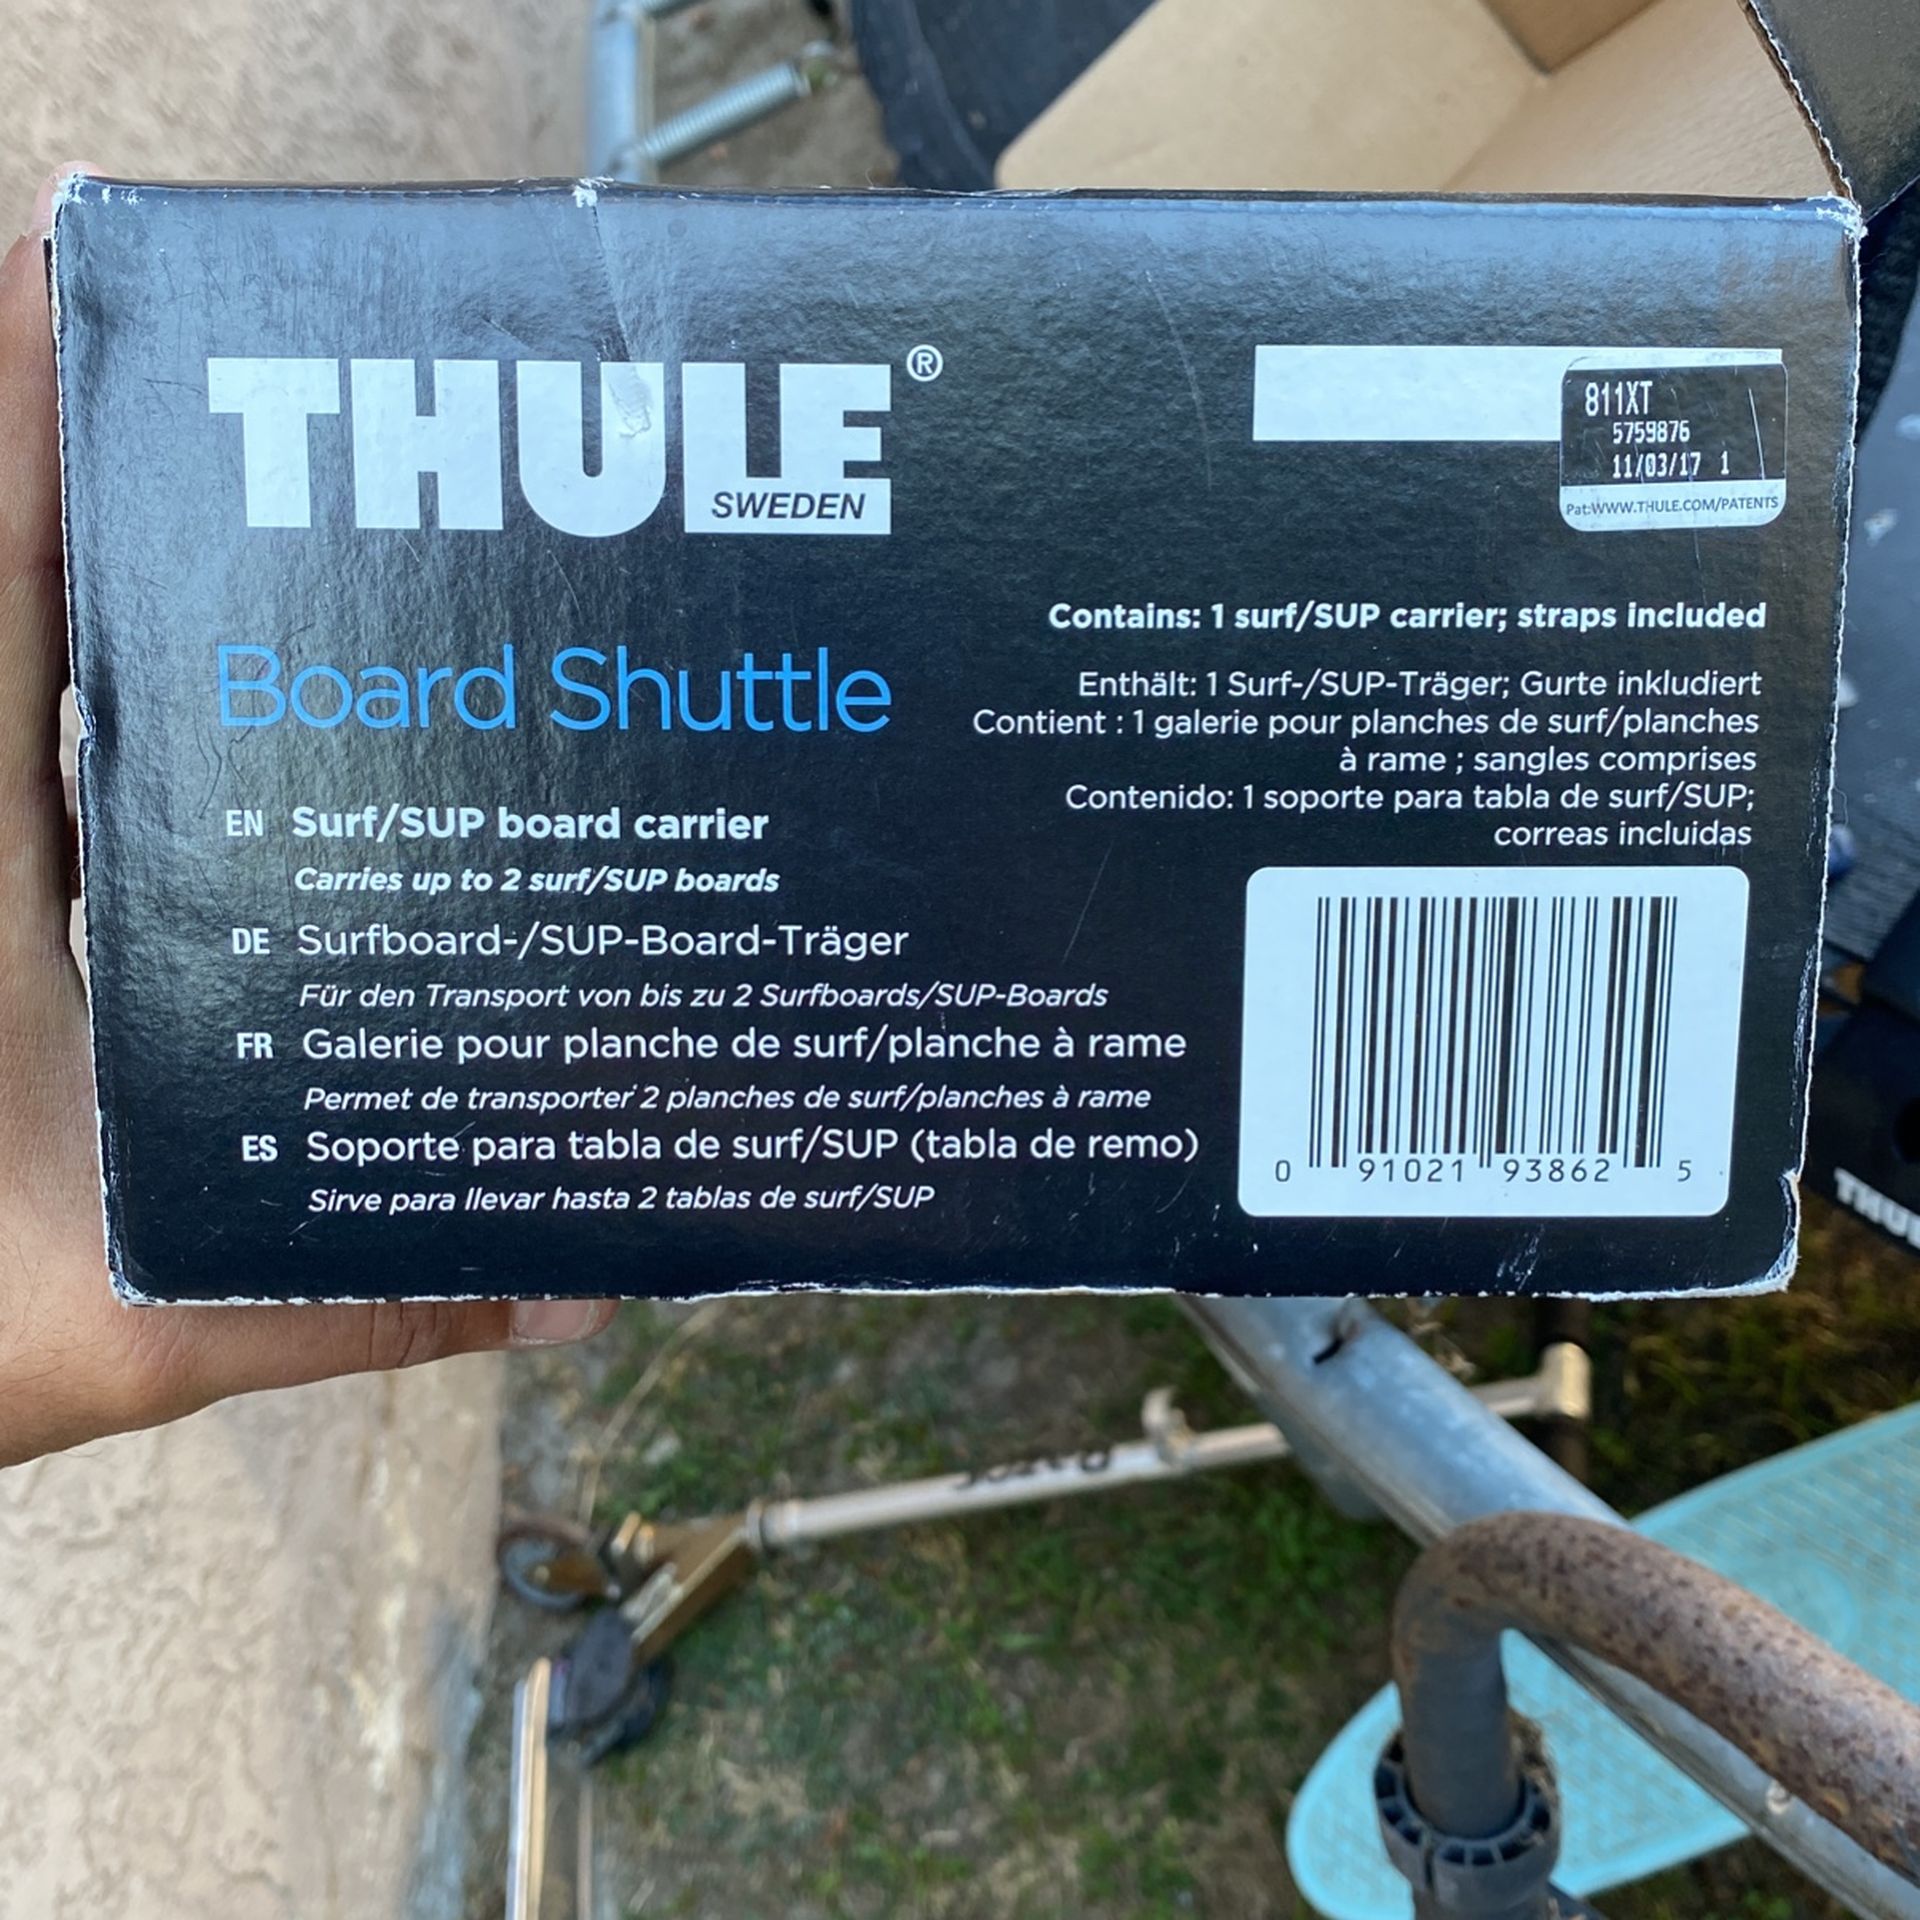 THULE®
SWEDEN
811XT
5759876
11/03/17 1
Pat:WWW.THULE.COM/PATENTS
Board Shuttle
EN Surf/SUP board carrier
Carries up to 2 surf/SUP boards
DE Surfboard-/SUP-Board-Träger
Für den Transport von bis zu 2 Surfboards/SUP-Boards
FR Galerie pour planche de surf/planche à rame
Permet de transporter 2 planches de surf/planches à rame
ES Soporte para tabla de surf/SUP (tabla de remo)
Sirve para llevar hasta 2 tablas de surf/SUP
Contains: 1 surf/SUP carrier; straps included
Enthält: 1 Surf-/SUP-Träger; Gurte inkludiert
Contient : 1 galerie pour planches de surf/planches
à rame ; sangles comprises
Contenido: 1 soporte para tabla de surf/SUP;
correas incluidas
0 91021 93862 5
THULE
RAZOR